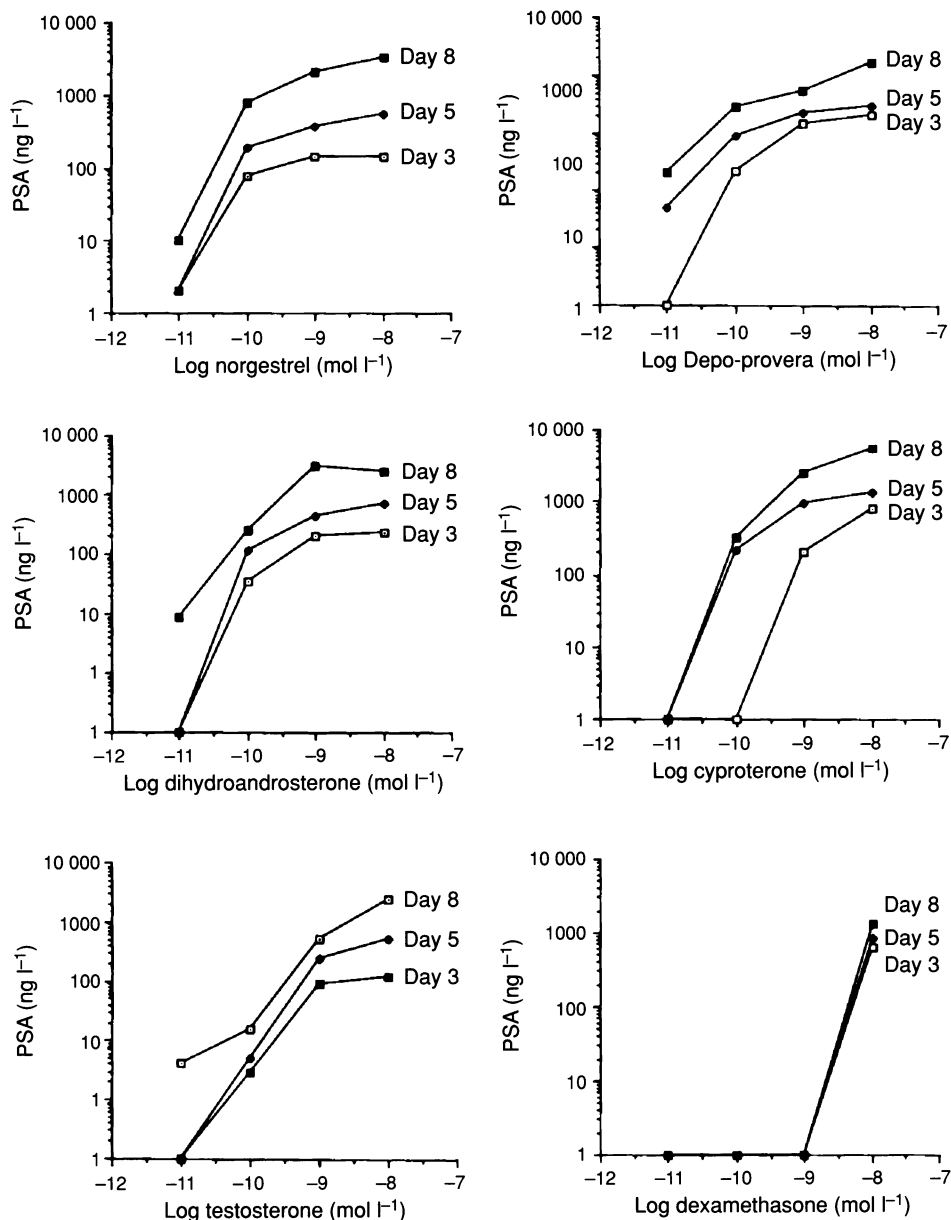 10 000
1000
100
10
1
PSA (ng l⁻¹)
Day 8
Day 5
Day 3
–12 –11 –10 –9 –8 –7
Log norgestrel (mol l⁻¹)
10 000
1000
100
10
1
PSA (ng l⁻¹)
Day 8
Day 5
Day 3
–12 –11 –10 –9 –8 –7
Log Depo-provera (mol l⁻¹)
10 000
1000
100
10
1
1
PSA (ng l⁻¹)
Day 8
Day 5
Day 3
–12 –11 –10 –9 –8 –7
Log dihydroandrosterone (mol l⁻¹)
10 000
1000
100
10
1
PSA (ng l⁻¹)
Day 8
Day 5
Day 3
–12 –11 –10 –9 –8 –7
Log cyproterone (mol l⁻¹)
10 000
1000
100
10
1
1
PSA (ng l⁻¹)
Day 8
Day 5
Day 3
–12 –11 –10 –9 –8 –7
Log testosterone (mol l⁻¹)
10 000
1000
100
10
1
PSA (ng l⁻¹)
Day 8
Day 5
Day 3
–12 –11 –10 –9 –8 –7
Log dexamethasone (mol l⁻¹)